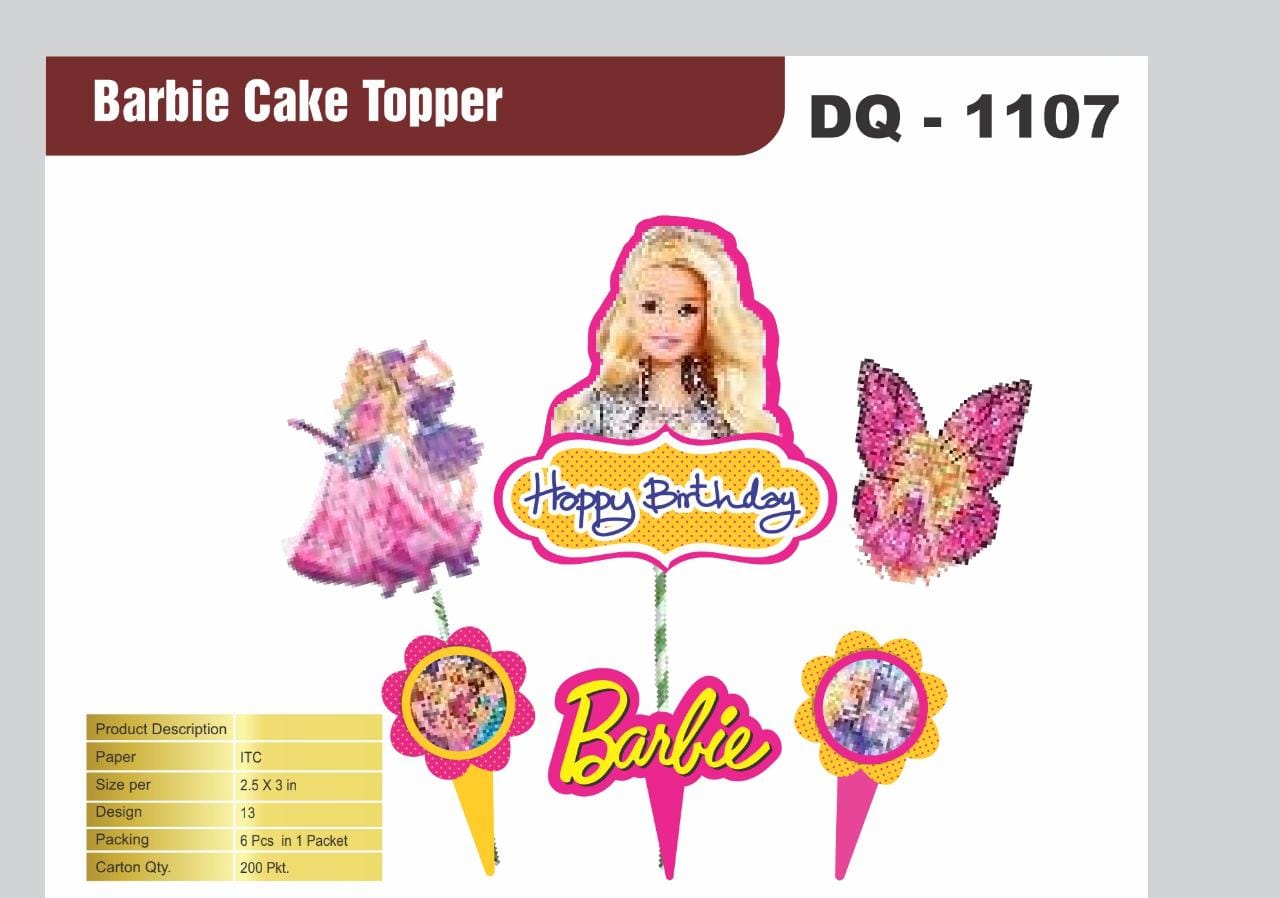 Barbie Cake Topper
DQ - 1107
Happy Birthday
Barbie
Product Description
Paper ITC
Size per 2.5 X 3 in
Design 13
Packing 6 Pcs in 1 Packet
Carton Qty. 200 Pkt.